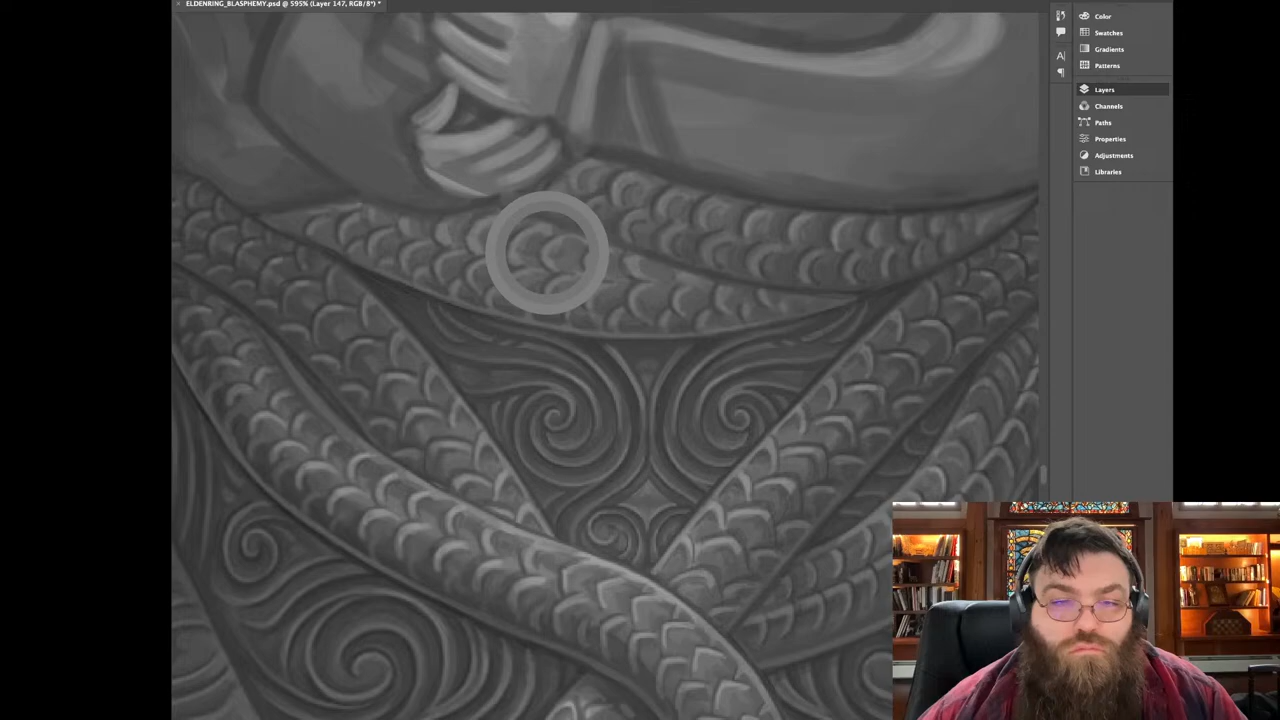 × ELDENRING_BLASPHEMY.psd @ 595% (Layer 147, RGB/8*) *
Color
Swatches
Gradients
Patterns
Layers
Channels
Paths
Properties
Adjustments
Libraries